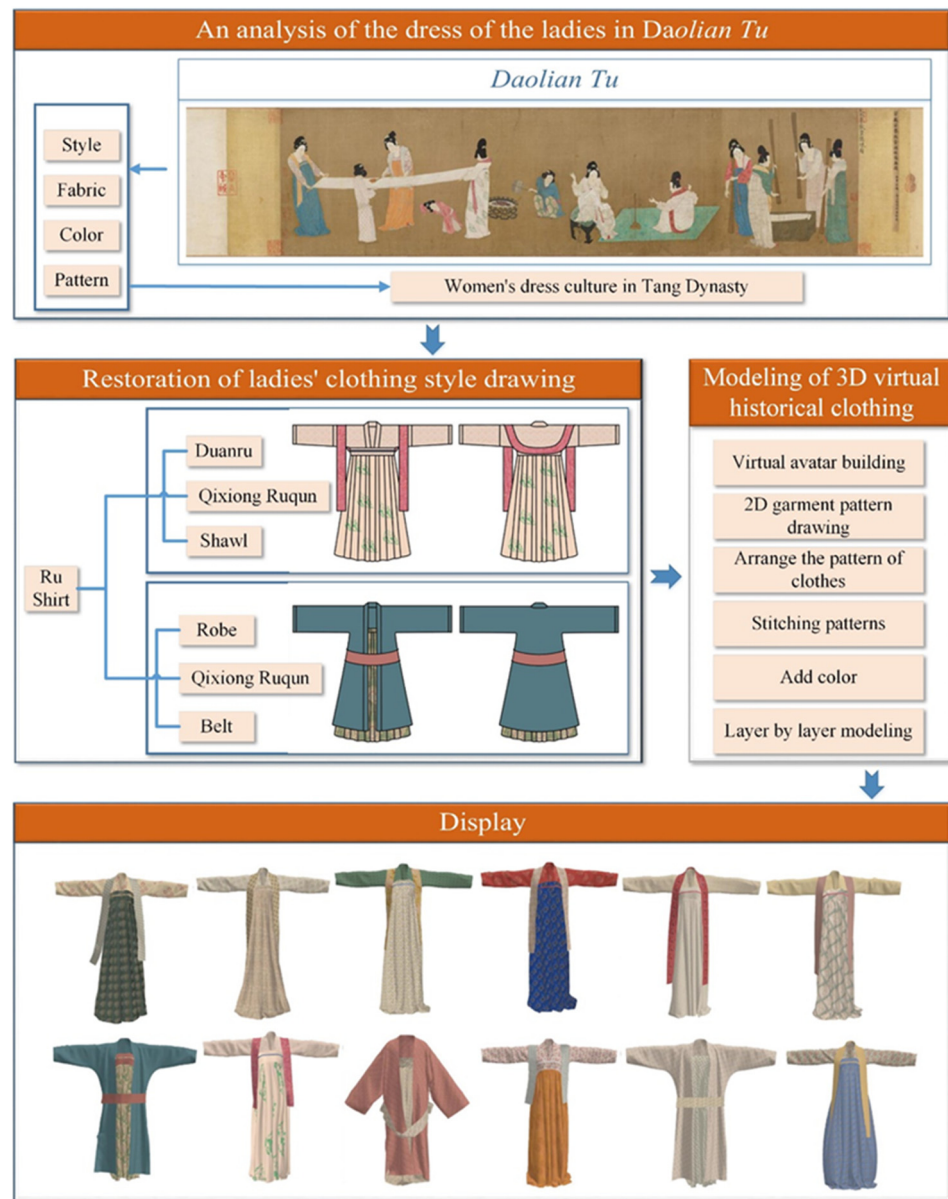 An analysis of the dress of the ladies in Daolian Tu
Daolian Tu
Style
Fabric
Color
Pattern
Women's dress culture in Tang Dynasty
Restoration of ladies' clothing style drawing
Ru
Shirt
Duanru
Qixiong Ruqun
Shawl
Robe
Qixiong Ruqun
Belt
Modeling of 3D virtual
historical clothing
Virtual avatar building
2D garment pattern
drawing
Arrange the pattern of
clothes
Stitching patterns
Add color
Layer by layer modeling
Display